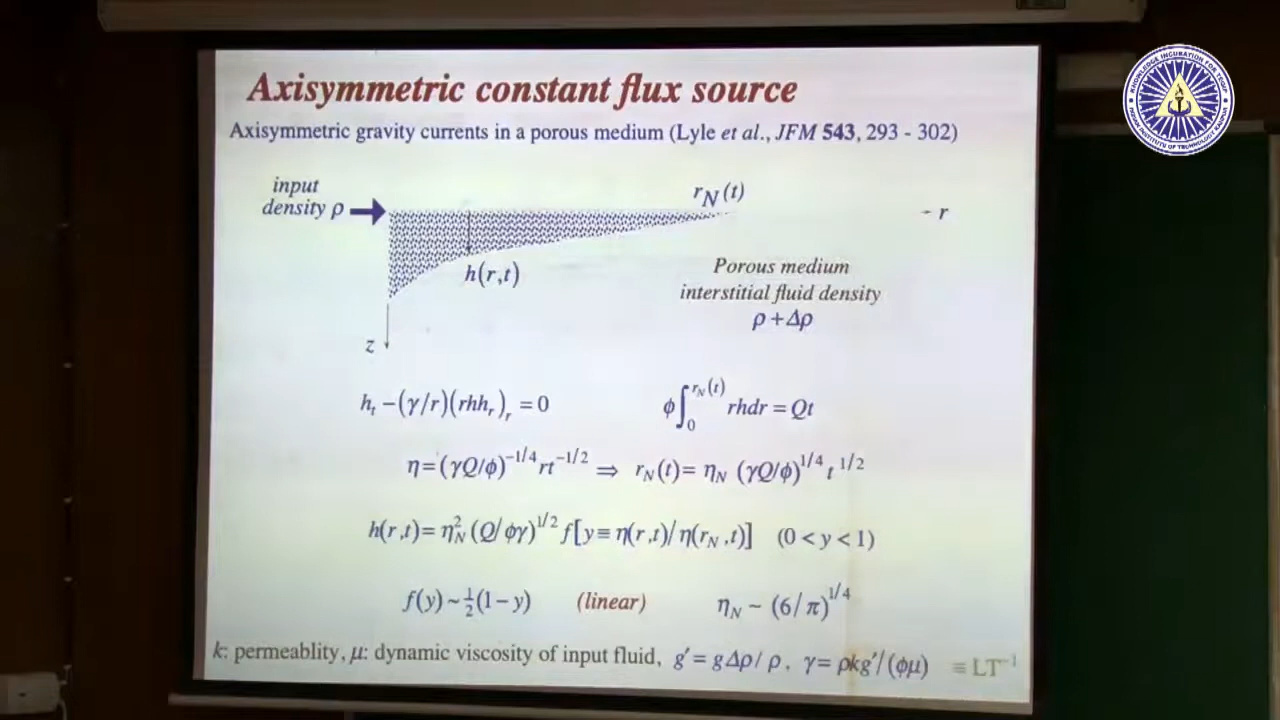 Axisymmetric constant flux source
Axisymmetric gravity currents in a porous medium (Lyle et al., JFM 543, 293 - 302)
input
density ρ
r_N(t)
- r
h(r,t)
Porous medium
interstitial fluid density
ρ + Δρ
z
h_t − (γ/r)(rhh_r)_r = 0
ϕ∫_0^{r_N(t)} rhdr = Qt
η = (γQ/ϕ)^{−1/4} rt^{−1/2} ⇒ r_N(t) = η_N (γQ/ϕ)^{1/4} t^{1/2}
h(r,t) = η_N^2 (Q/ϕγ)^{1/2} f[y ≡ η(r,t)/η(r_N,t)] (0 < y < 1)
f(y) ~ ½(1 − y) (linear) η_N ~ (6/π)^{1/4}
k: permeablity, μ: dynamic viscosity of input fluid, g′ = gΔρ/ρ, γ = ρkg′/(ϕμ) ≡ LT^{−1}